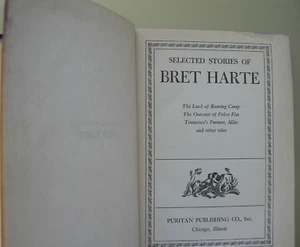 SELECTED STORIES OF
BRET HARTE
The Luck of Roaring Camp
The Outcasts of Poker Flat
Tennessee's Partner, Miliss
and other tales
PURITAN PUBLISHING CO., Inc.
Chicago, Illinois